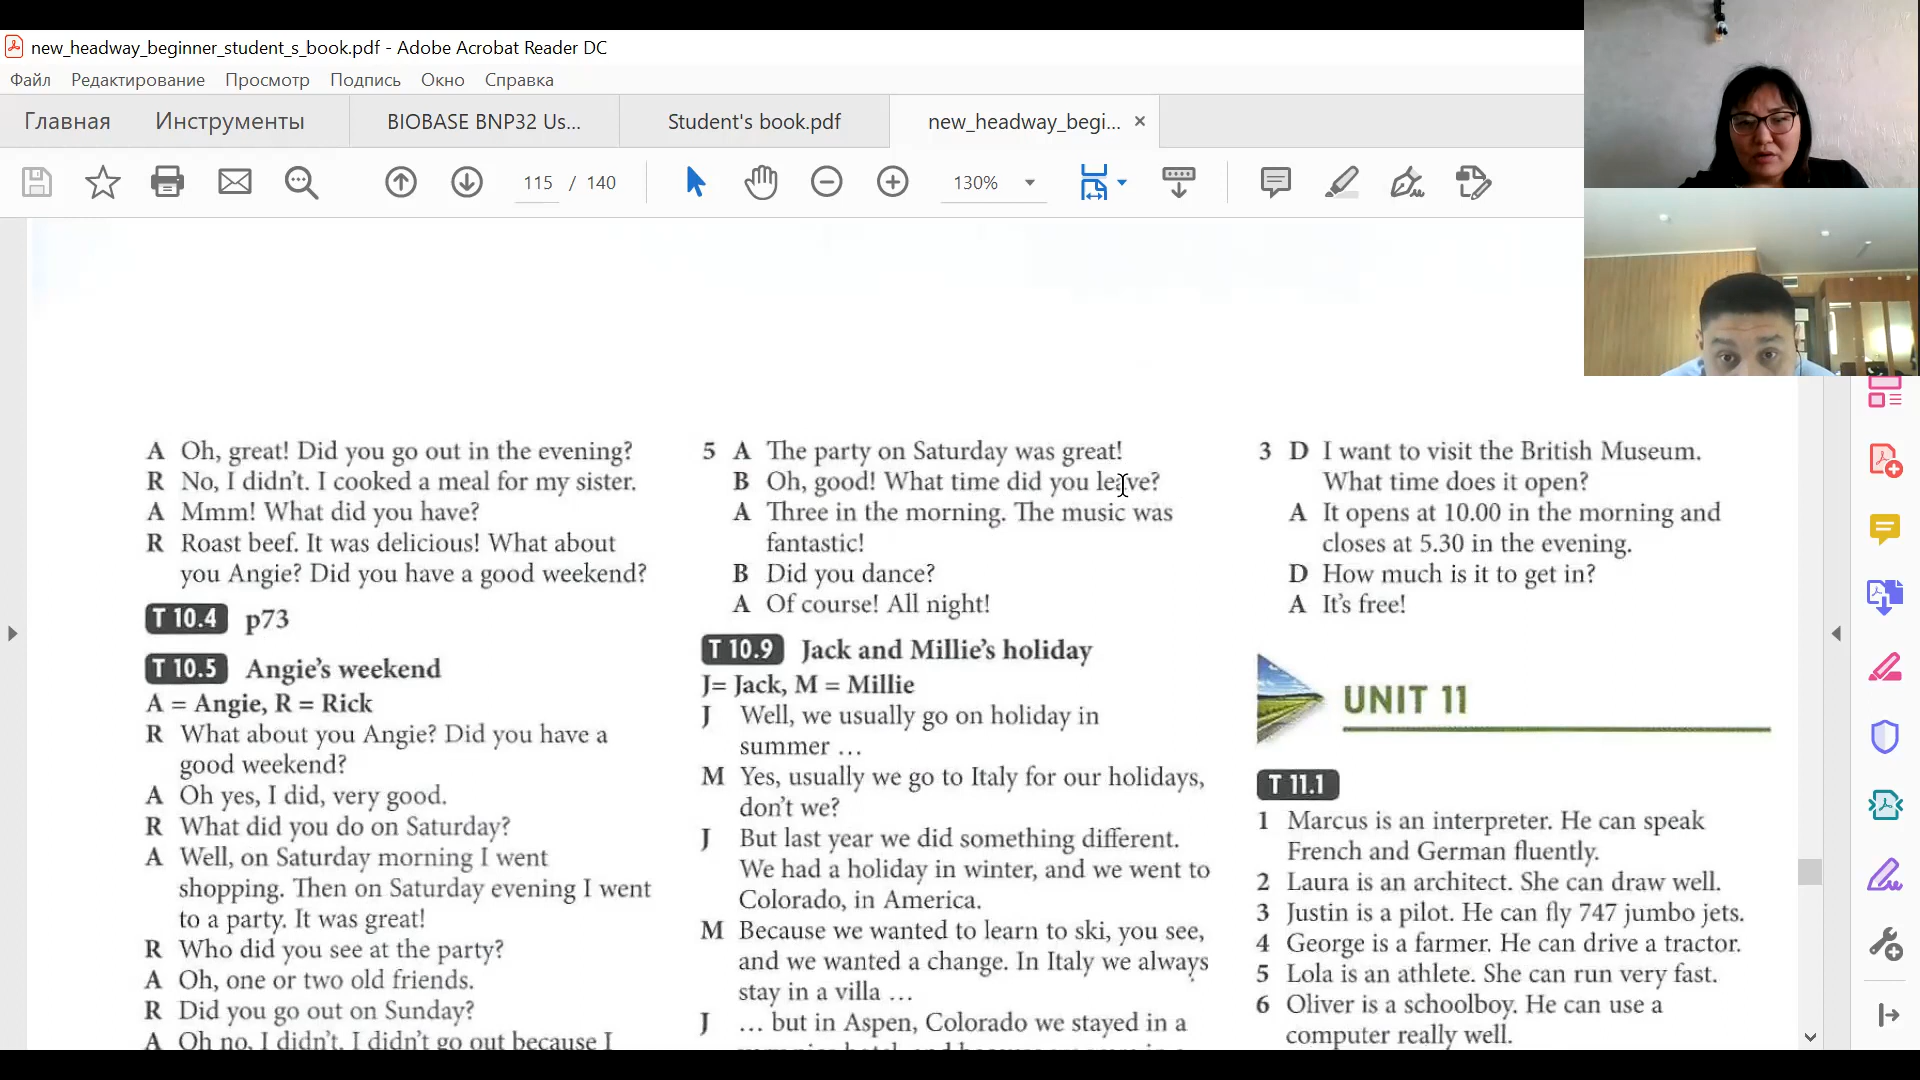 new_headway_beginner_student_s_book.pdf - Adobe Acrobat Reader DC
Файл Редактирование Просмотр Подпись Окно Справка
Главная Инструменты BIOBASE BNP32 Us... Student's book.pdf new_headway_begi... ×
115 / 140 130%
A Oh, great! Did you go out in the evening?
R No, I didn't. I cooked a meal for my sister.
A Mmm! What did you have?
R Roast beef. It was delicious! What about
you Angie? Did you have a good weekend?
T 10.4 p73
T 10.5 Angie's weekend
A = Angie, R = Rick
R What about you Angie? Did you have a
good weekend?
A Oh yes, I did, very good.
R What did you do on Saturday?
A Well, on Saturday morning I went
shopping. Then on Saturday evening I went
to a party. It was great!
R Who did you see at the party?
A Oh, one or two old friends.
R Did you go out on Sunday?
A Oh no, I didn't. I didn't go out because I
5 A The party on Saturday was great!
B Oh, good! What time did you leave?
A Three in the morning. The music was
fantastic!
B Did you dance?
A Of course! All night!
T 10.9 Jack and Millie's holiday
J= Jack, M = Millie
J Well, we usually go on holiday in
summer …
M Yes, usually we go to Italy for our holidays,
don't we?
J But last year we did something different.
We had a holiday in winter, and we went to
Colorado, in America.
M Because we wanted to learn to ski, you see,
and we wanted a change. In Italy we always
stay in a villa …
J … but in Aspen, Colorado we stayed in a
3 D I want to visit the British Museum.
What time does it open?
A It opens at 10.00 in the morning and
closes at 5.30 in the evening.
D How much is it to get in?
A It's free!
UNIT 11
T 11.1
1 Marcus is an interpreter. He can speak
French and German fluently.
2 Laura is an architect. She can draw well.
3 Justin is a pilot. He can fly 747 jumbo jets.
4 George is a farmer. He can drive a tractor.
5 Lola is an athlete. She can run very fast.
6 Oliver is a schoolboy. He can use a
computer really well.